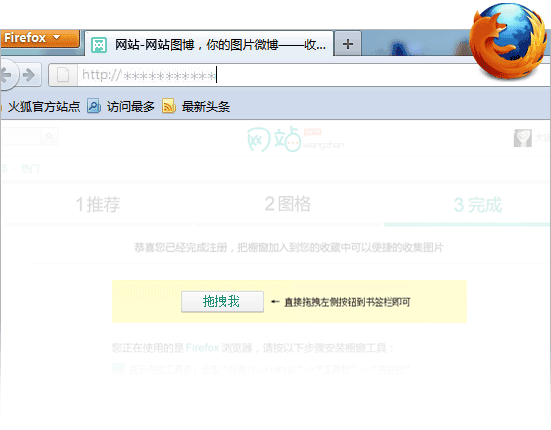 Firefox
网站-网站图博，你的图片微博——收...
http://***********
火狐官方站点 访问最多 最新头条
网站
wangzhan
热门
1 推荐 2 图格 3 完成
恭喜您已经完成注册，把橱窗加入到您的收藏中可以便捷的收集图片
拖拽我 ← 直接拖拽左侧按钮到书签栏即可
您正在使用的是 Firefox 浏览器，请按以下步骤安装橱窗工具：